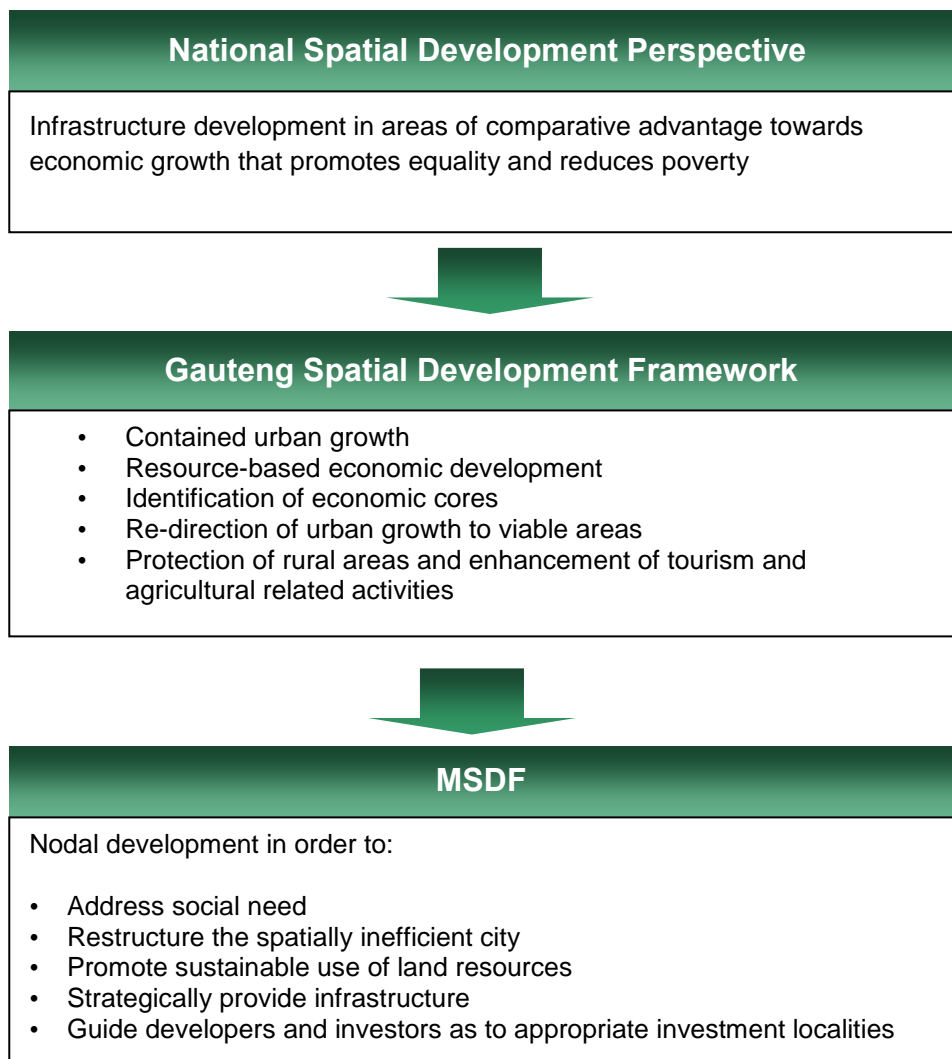 National Spatial Development Perspective
Infrastructure development in areas of comparative advantage towards
economic growth that promotes equality and reduces poverty
Gauteng Spatial Development Framework
• Contained urban growth
• Resource-based economic development
• Identification of economic cores
• Re-direction of urban growth to viable areas
• Protection of rural areas and enhancement of tourism and
agricultural related activities
MSDF
Nodal development in order to:
• Address social need
• Restructure the spatially inefficient city
• Promote sustainable use of land resources
• Strategically provide infrastructure
• Guide developers and investors as to appropriate investment localities